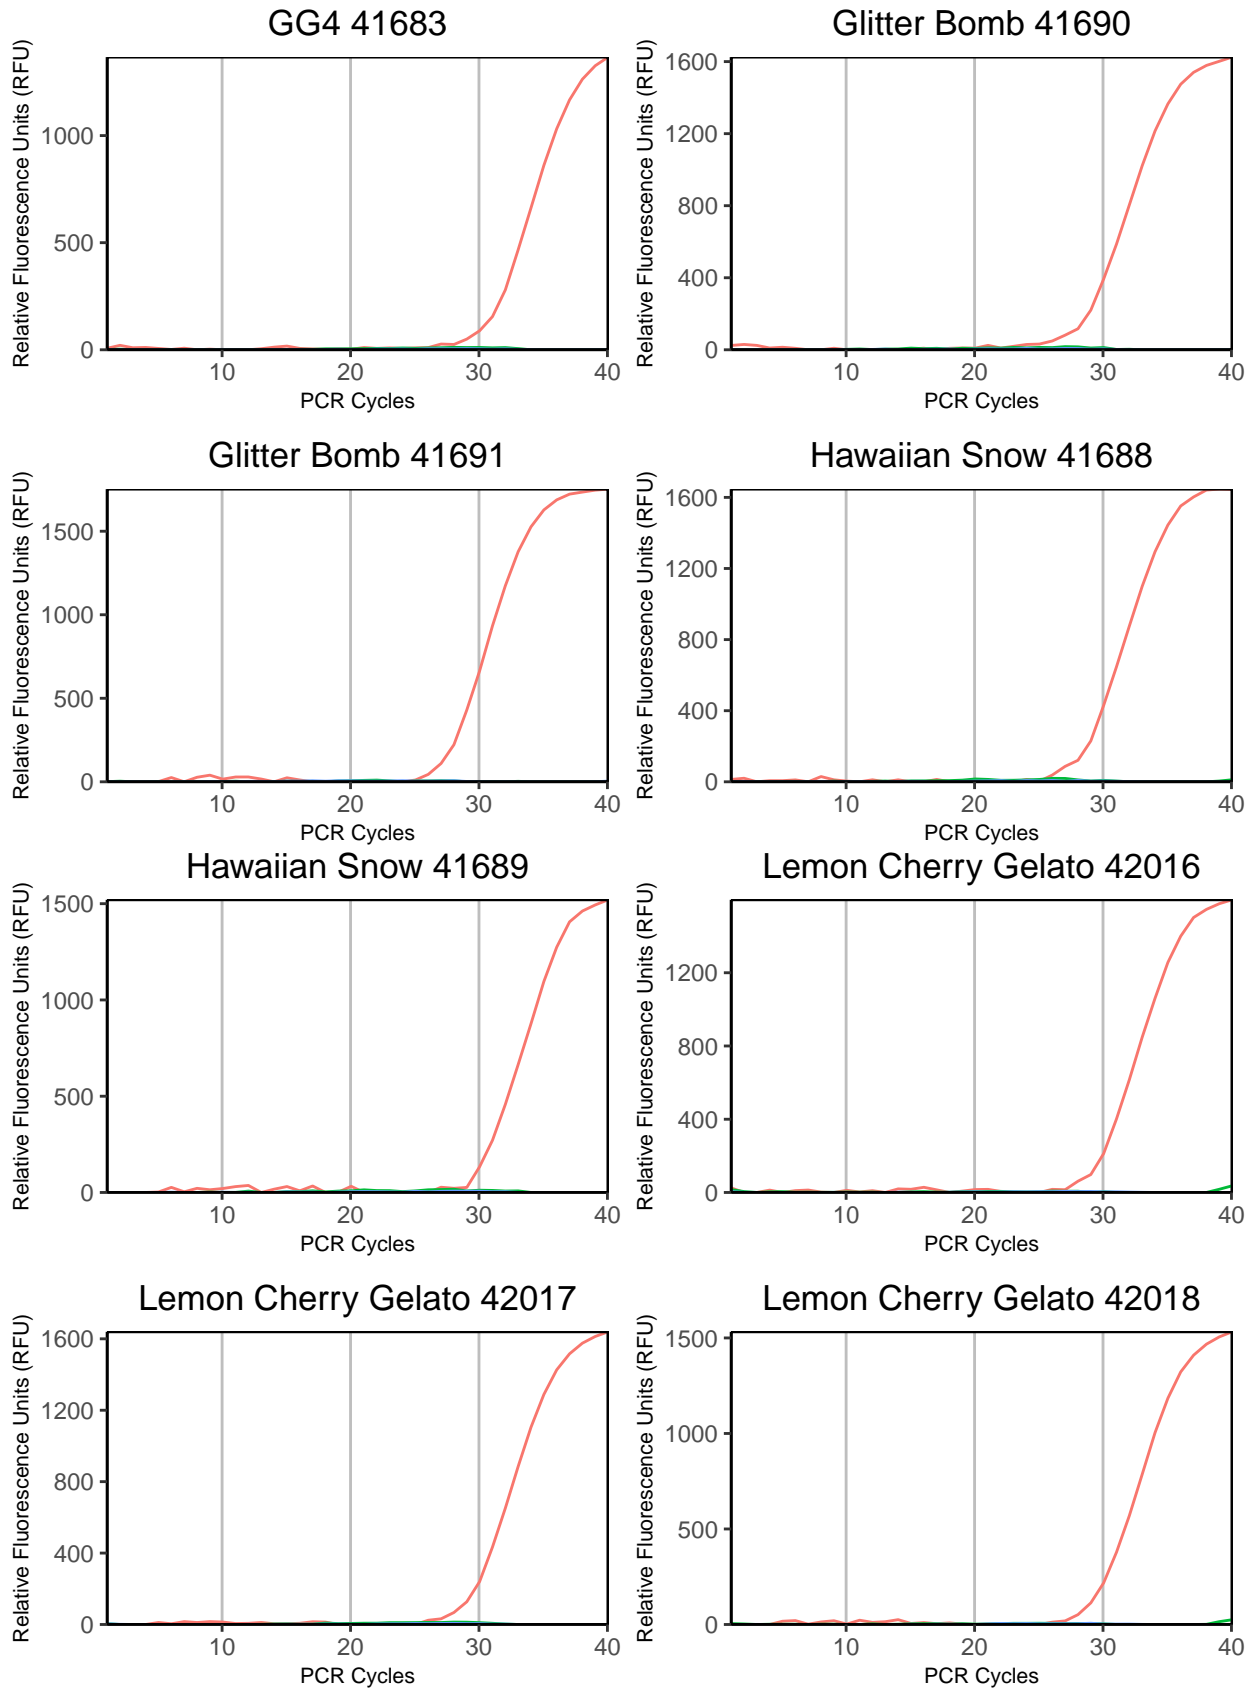 GG4 41683
Relative Fluorescence Units (RFU)
1000
500
0
10 20 30 40
PCR Cycles
Glitter Bomb 41690
Relative Fluorescence Units (RFU)
1600
1200
800
400
0
10 20 30 40
PCR Cycles
Glitter Bomb 41691
Relative Fluorescence Units (RFU)
1500
1000
500
0
10 20 30 40
PCR Cycles
Hawaiian Snow 41688
Relative Fluorescence Units (RFU)
1600
1200
800
400
0
10 20 30 40
PCR Cycles
Hawaiian Snow 41689
Relative Fluorescence Units (RFU)
1500
1000
500
0
10 20 30 40
PCR Cycles
Lemon Cherry Gelato 42016
Relative Fluorescence Units (RFU)
1200
800
400
0
10 20 30 40
PCR Cycles
Lemon Cherry Gelato 42017
Relative Fluorescence Units (RFU)
1600
1200
800
400
0
10 20 30 40
PCR Cycles
Lemon Cherry Gelato 42018
Relative Fluorescence Units (RFU)
1500
1000
500
0
10 20 30 40
PCR Cycles